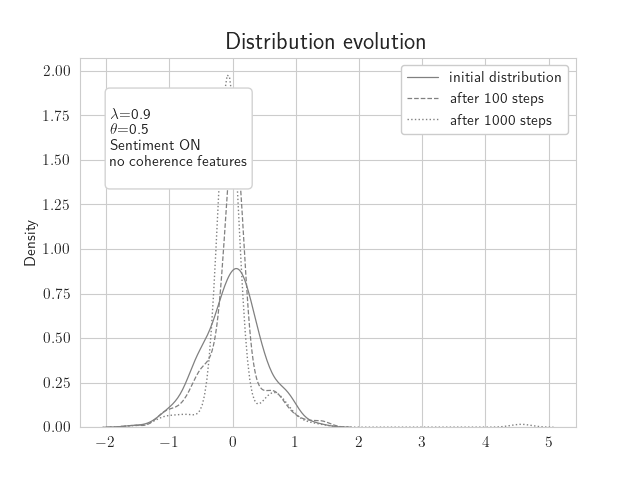 Distribution evolution
initial distribution
after 100 steps
after 1000 steps
λ=0.9
θ=0.5
Sentiment ON
no coherence features
Density
2.00
1.75
1.50
1.25
1.00
0.75
0.50
0.25
0.00
−2 −1 0 1 2 3 4 5